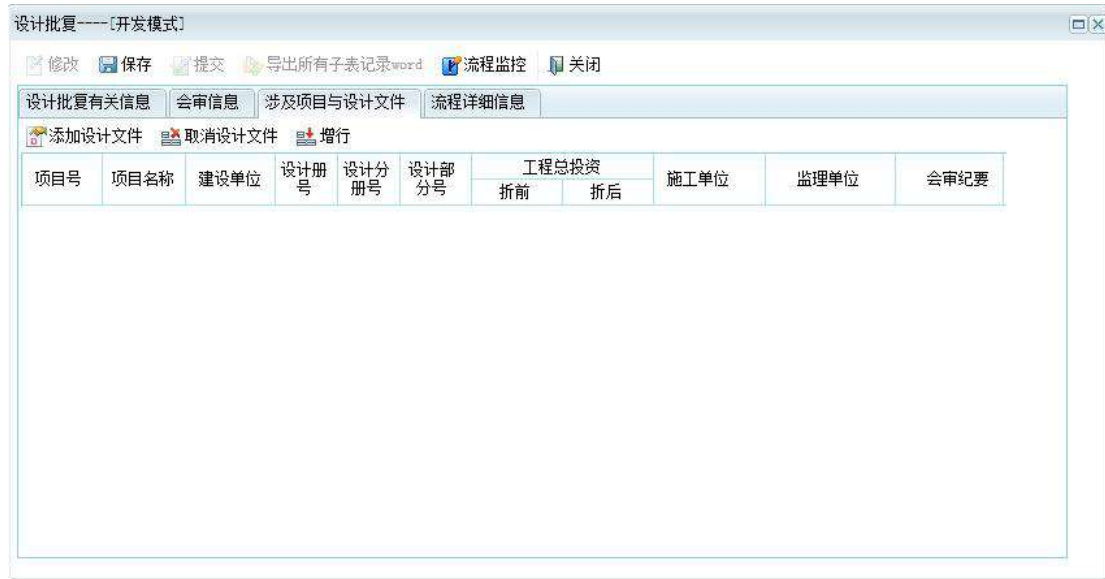 设计批复----[开发模式]
修改 保存 提交 导出所有子表记录word 流程监控 关闭
设计批复有关信息 会审信息 涉及项目与设计文件 流程详细信息
添加设计文件 取消设计文件 增行
项目号 项目名称 建设单位 设计册号 设计分册号 设计部分号 工程总投资 施工单位 监理单位 会审纪要
折前 折后